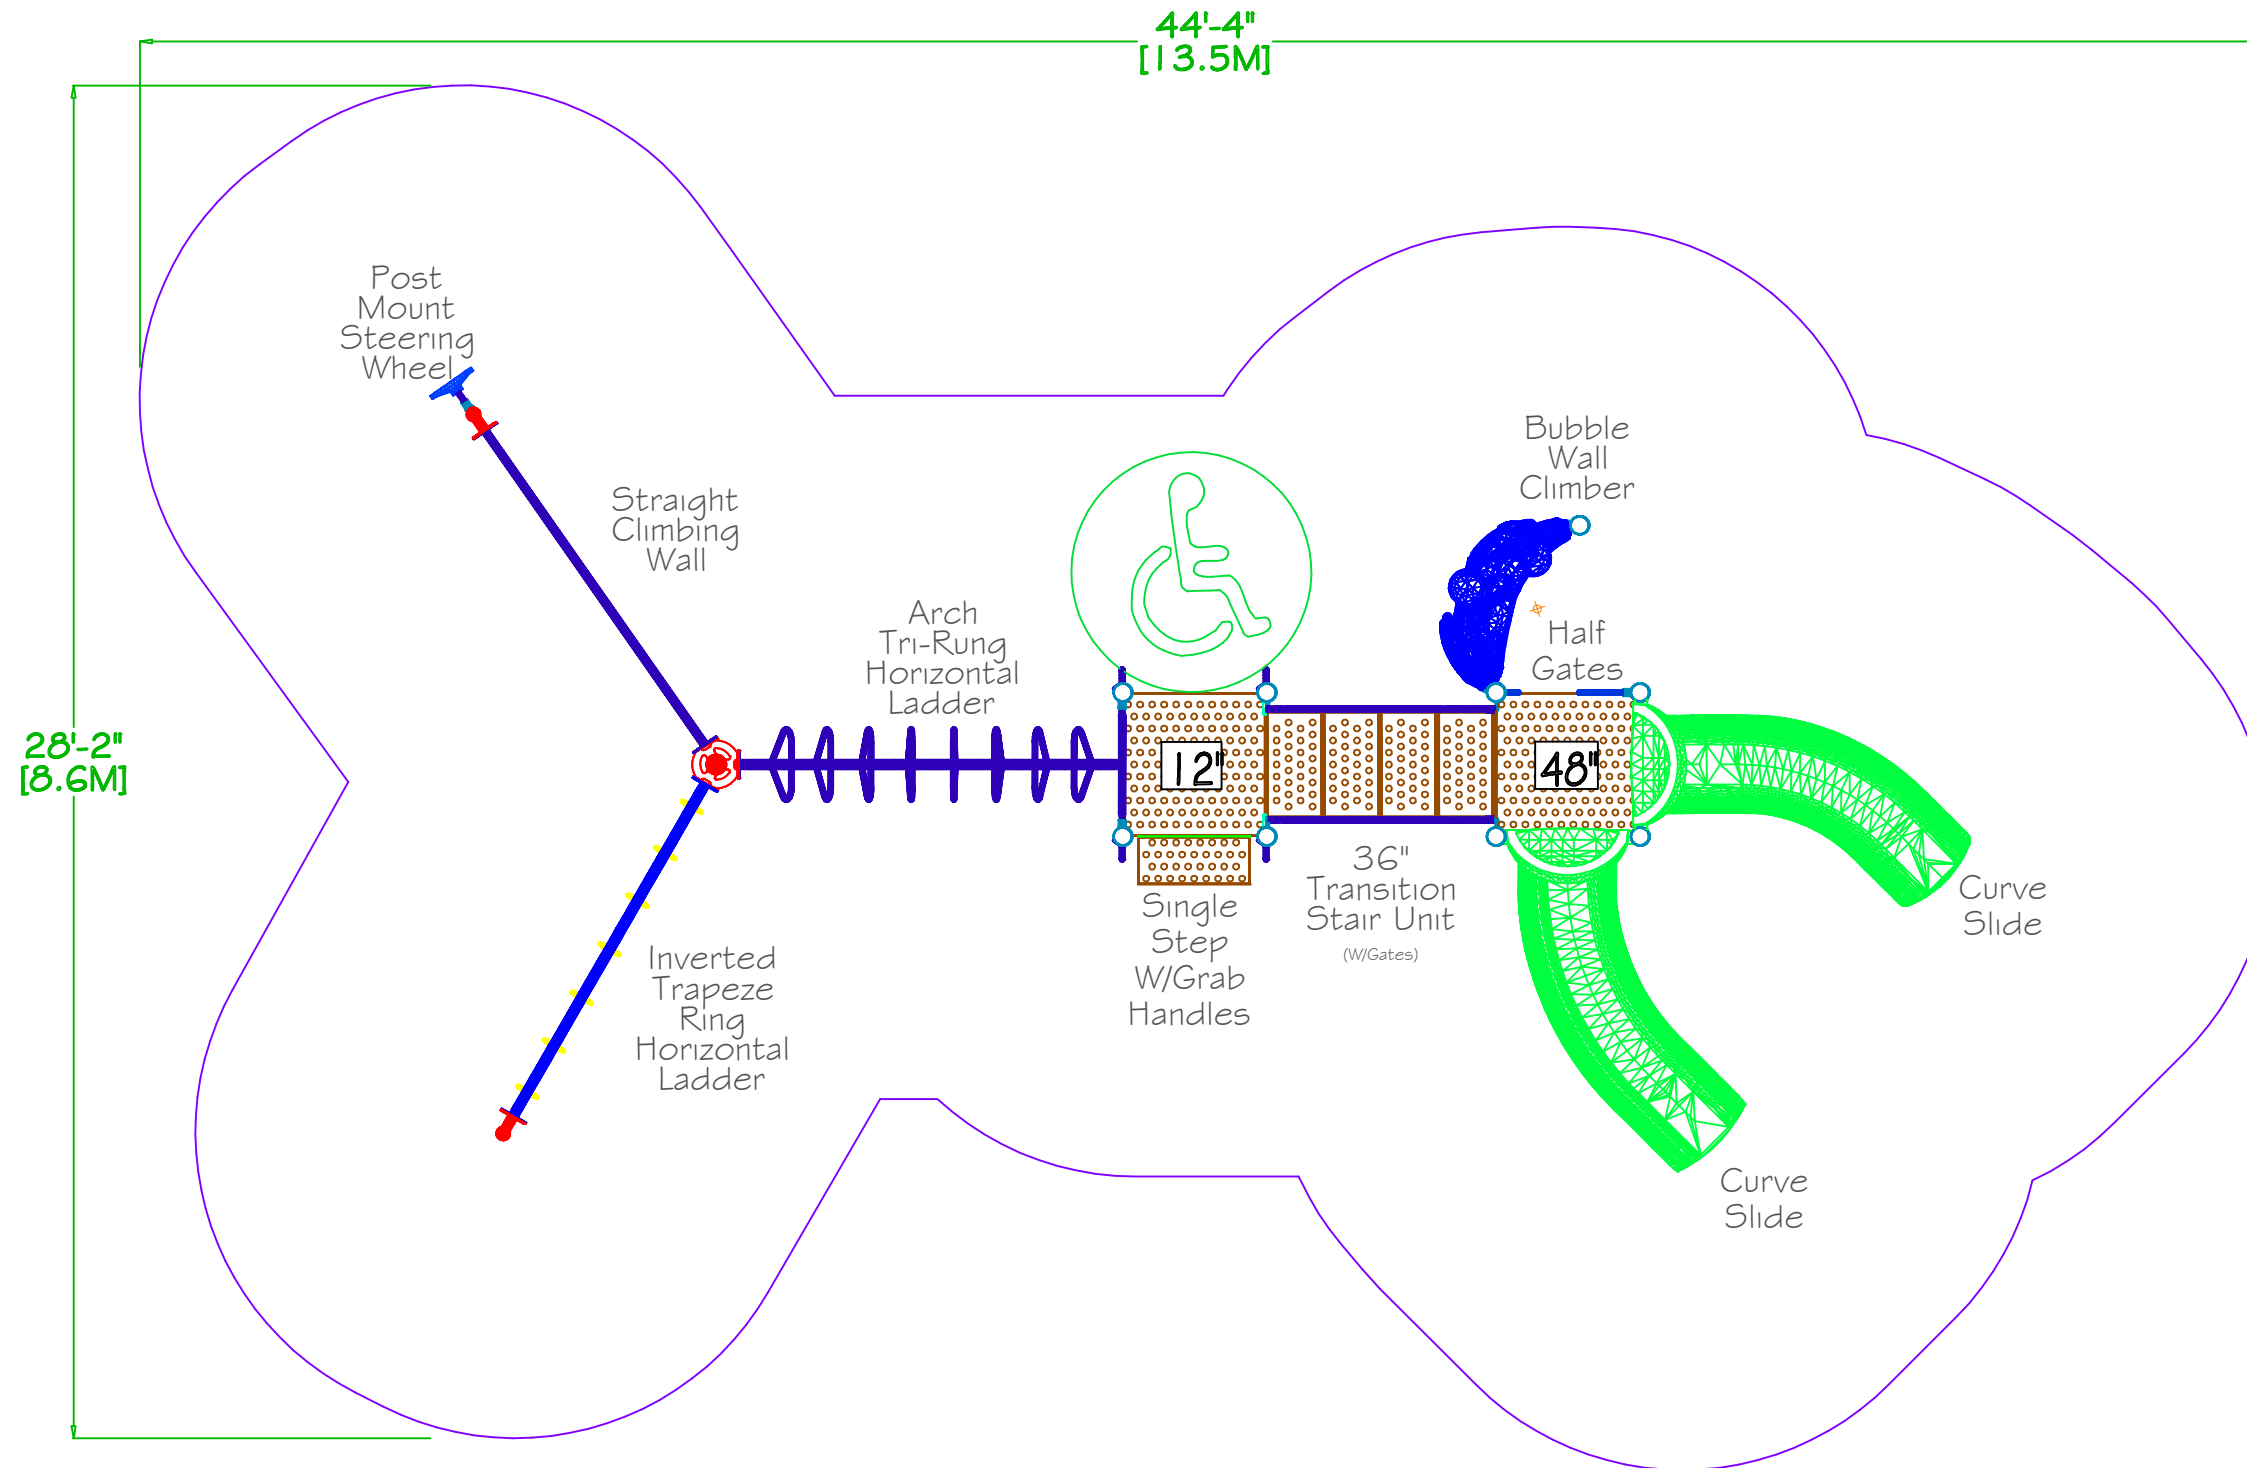 44'-4"
[13.5M]
Post
Mount
Steering
Wheel
Straight
Climbing
Wall
Bubble
Wall
Climber
Arch
Tri-Rung
Horizontal
Ladder
Half
Gates
28'-2"
[8.6M]
12"
48"
36"
Transition
Stair Unit
(W/Gates)
Single
Step
W/Grab
Handles
Curve
Slide
Inverted
Trapeze
Ring
Horizontal
Ladder
Curve
Slide